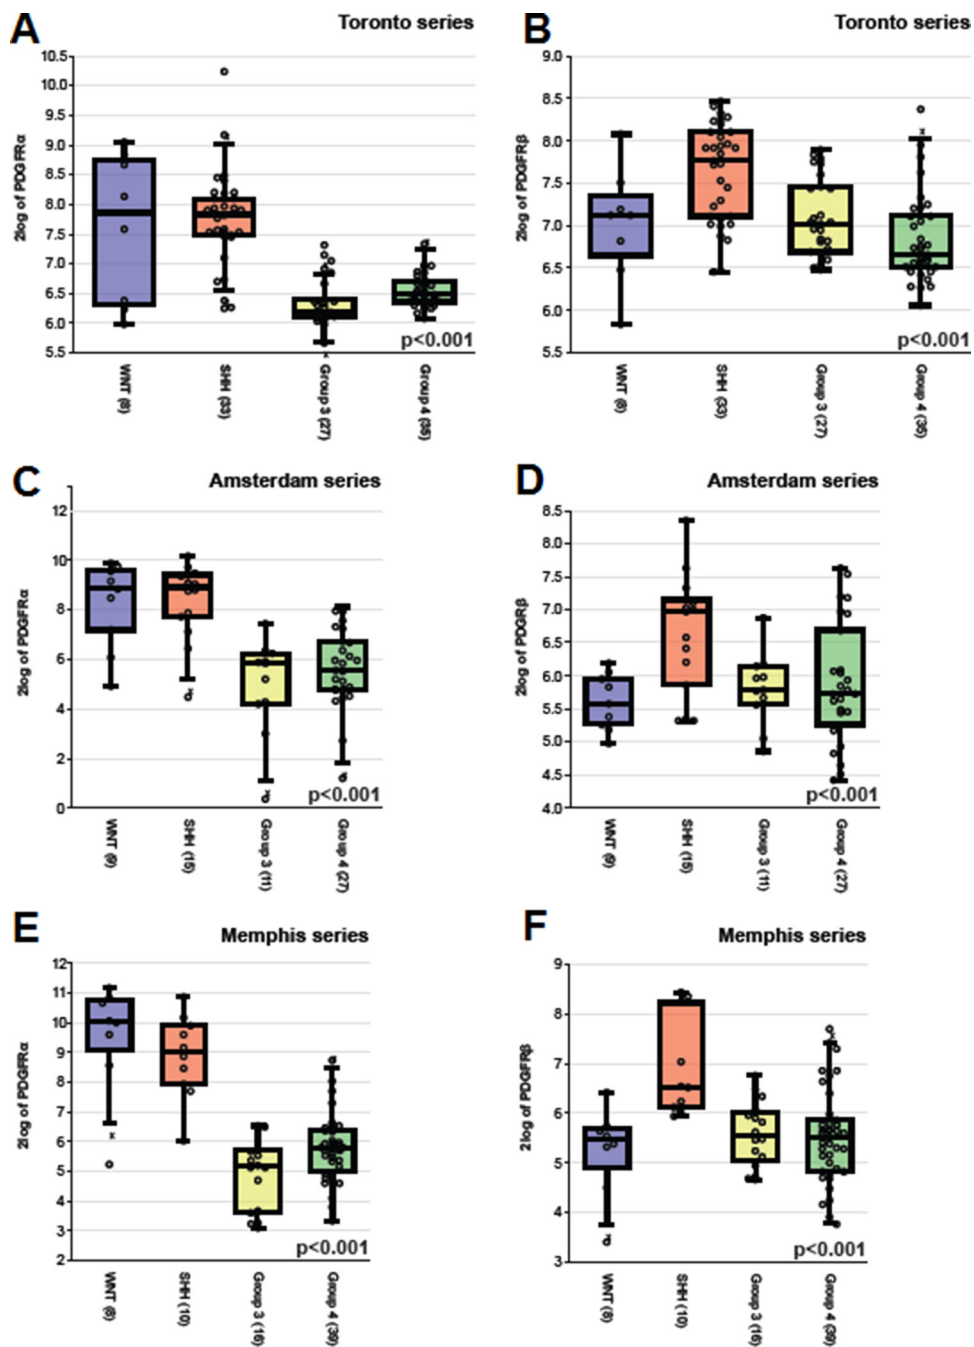 A
Toronto series
2log of PDGFRα
10.5
10.0
9.5
9.0
8.5
8.0
7.5
7.0
6.5
6.0
5.5
p<0.001
WNT (8)
SHH (33)
Group 3 (27)
Group 4 (35)
B
Toronto series
2log of PDGFRβ
9.0
8.5
8.0
7.5
7.0
6.5
6.0
5.5
p<0.001
WNT (8)
SHH (33)
Group 3 (27)
Group 4 (35)
C
Amsterdam series
2log of PDGFRα
12
10
8
6
4
2
0
p<0.001
WNT (9)
SHH (15)
Group 3 (11)
Group 4 (27)
D
Amsterdam series
2log of PDGRβ
8.5
8.0
7.5
7.0
6.5
6.0
5.5
5.0
4.5
4.0
p<0.001
WNT (9)
SHH (15)
Group 3 (11)
Group 4 (27)
E
Memphis series
2log of PDGFRα
12
11
10
9
8
7
6
5
4
3
2
p<0.001
WNT (8)
SHH (10)
Group 3 (16)
Group 4 (39)
F
Memphis series
2log of PDGFRβ
9
8
7
6
5
4
3
p<0.001
WNT (8)
SHH (10)
Group 3 (16)
Group 4 (39)